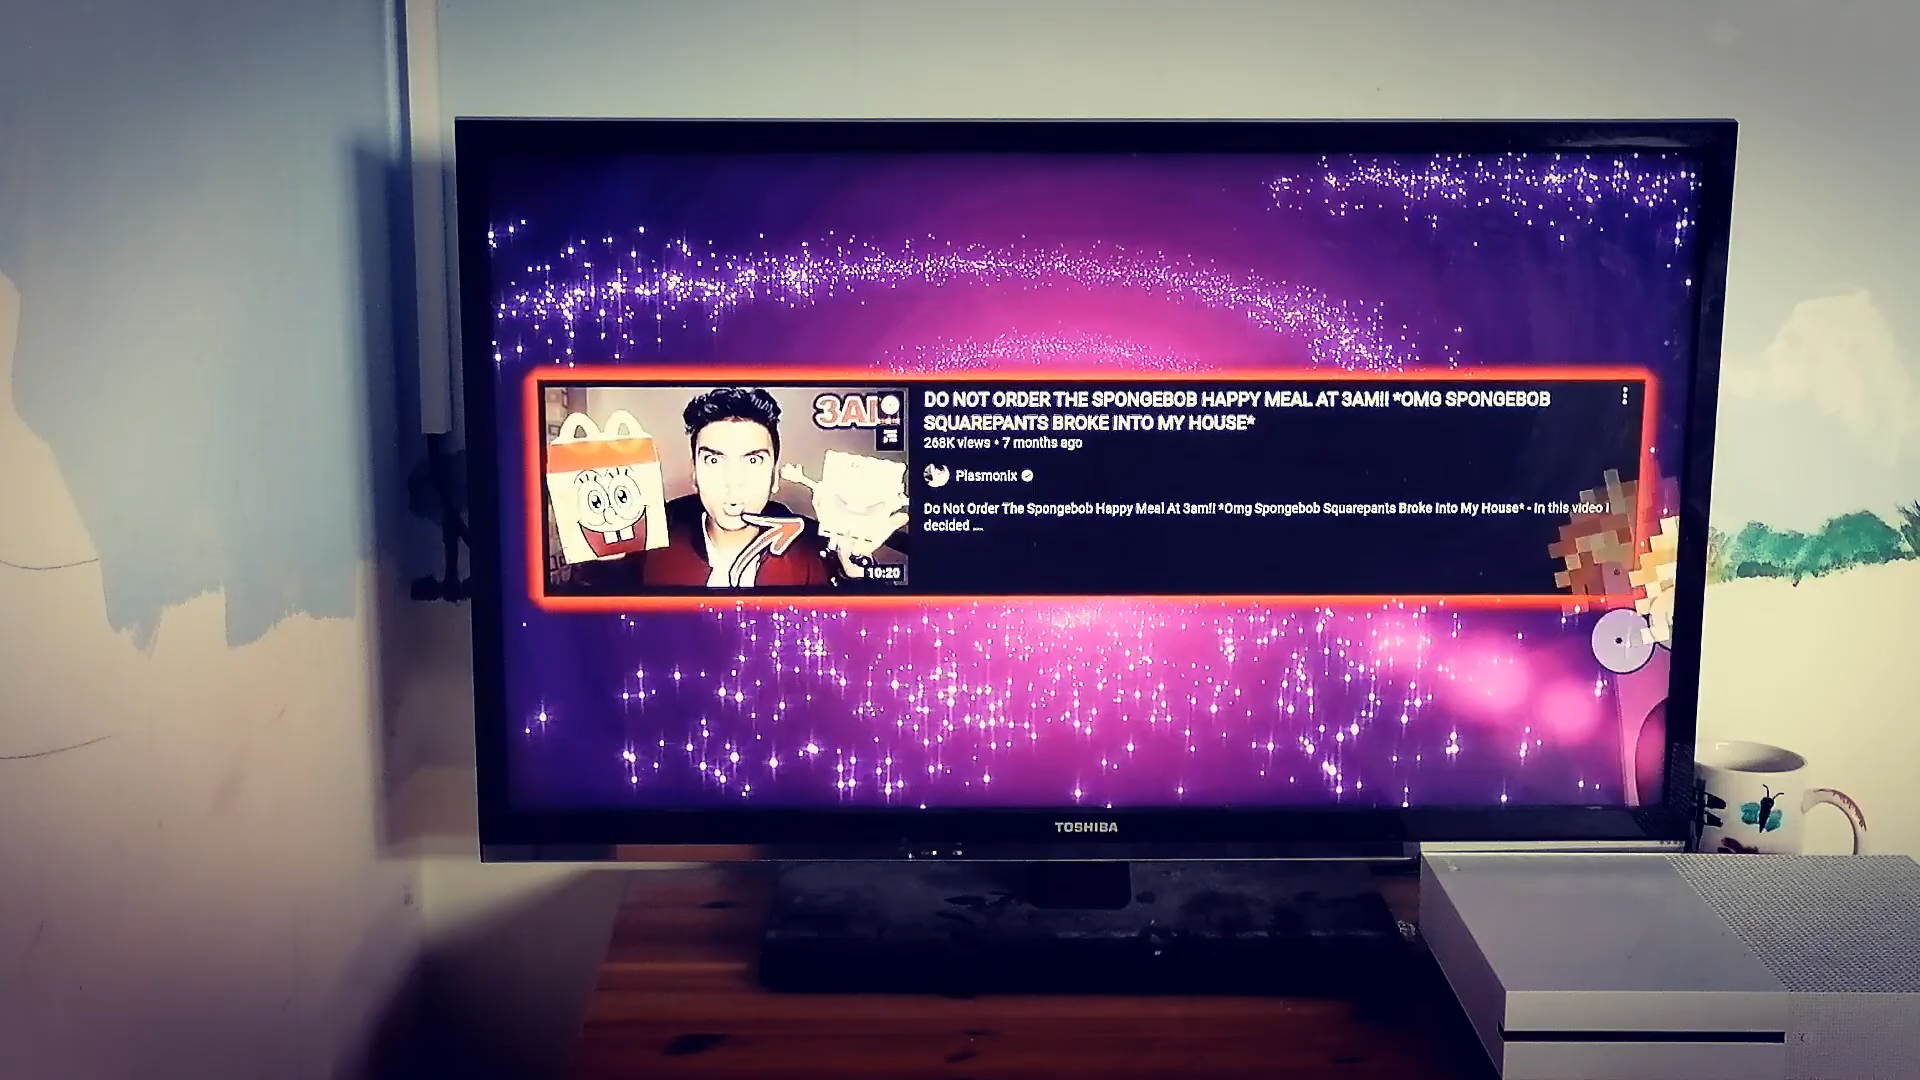 3AM
DO NOT ORDER THE SPONGEBOB HAPPY MEAL AT 3AM!! *OMG SPONGEBOB
SQUAREPANTS BROKE INTO MY HOUSE*
268K views • 7 months ago
Plasmonix
Do Not Order The Spongebob Happy Meal At 3am!! *Omg Spongebob Squarepants Broke Into My House* - In this video I
decided ...
10:20
TOSHIBA